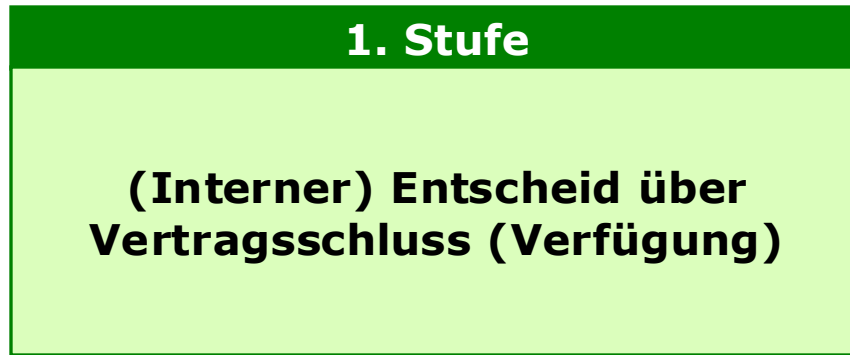 1. Stufe
(Interner) Entscheid über
Vertragsschluss (Verfügung)